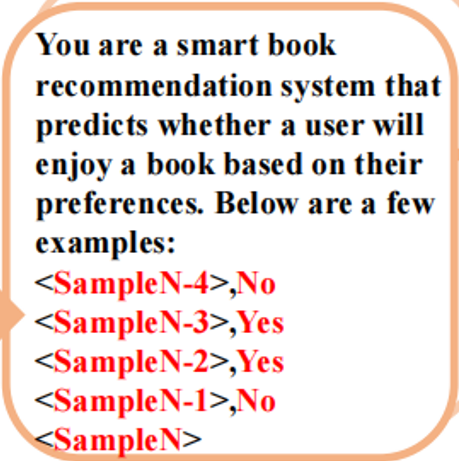 You are a smart book
recommendation system that
predicts whether a user will
enjoy a book based on their
preferences. Below are a few
examples:
<SampleN-4>,No
<SampleN-3>,Yes
<SampleN-2>,Yes
<SampleN-1>,No
<SampleN>